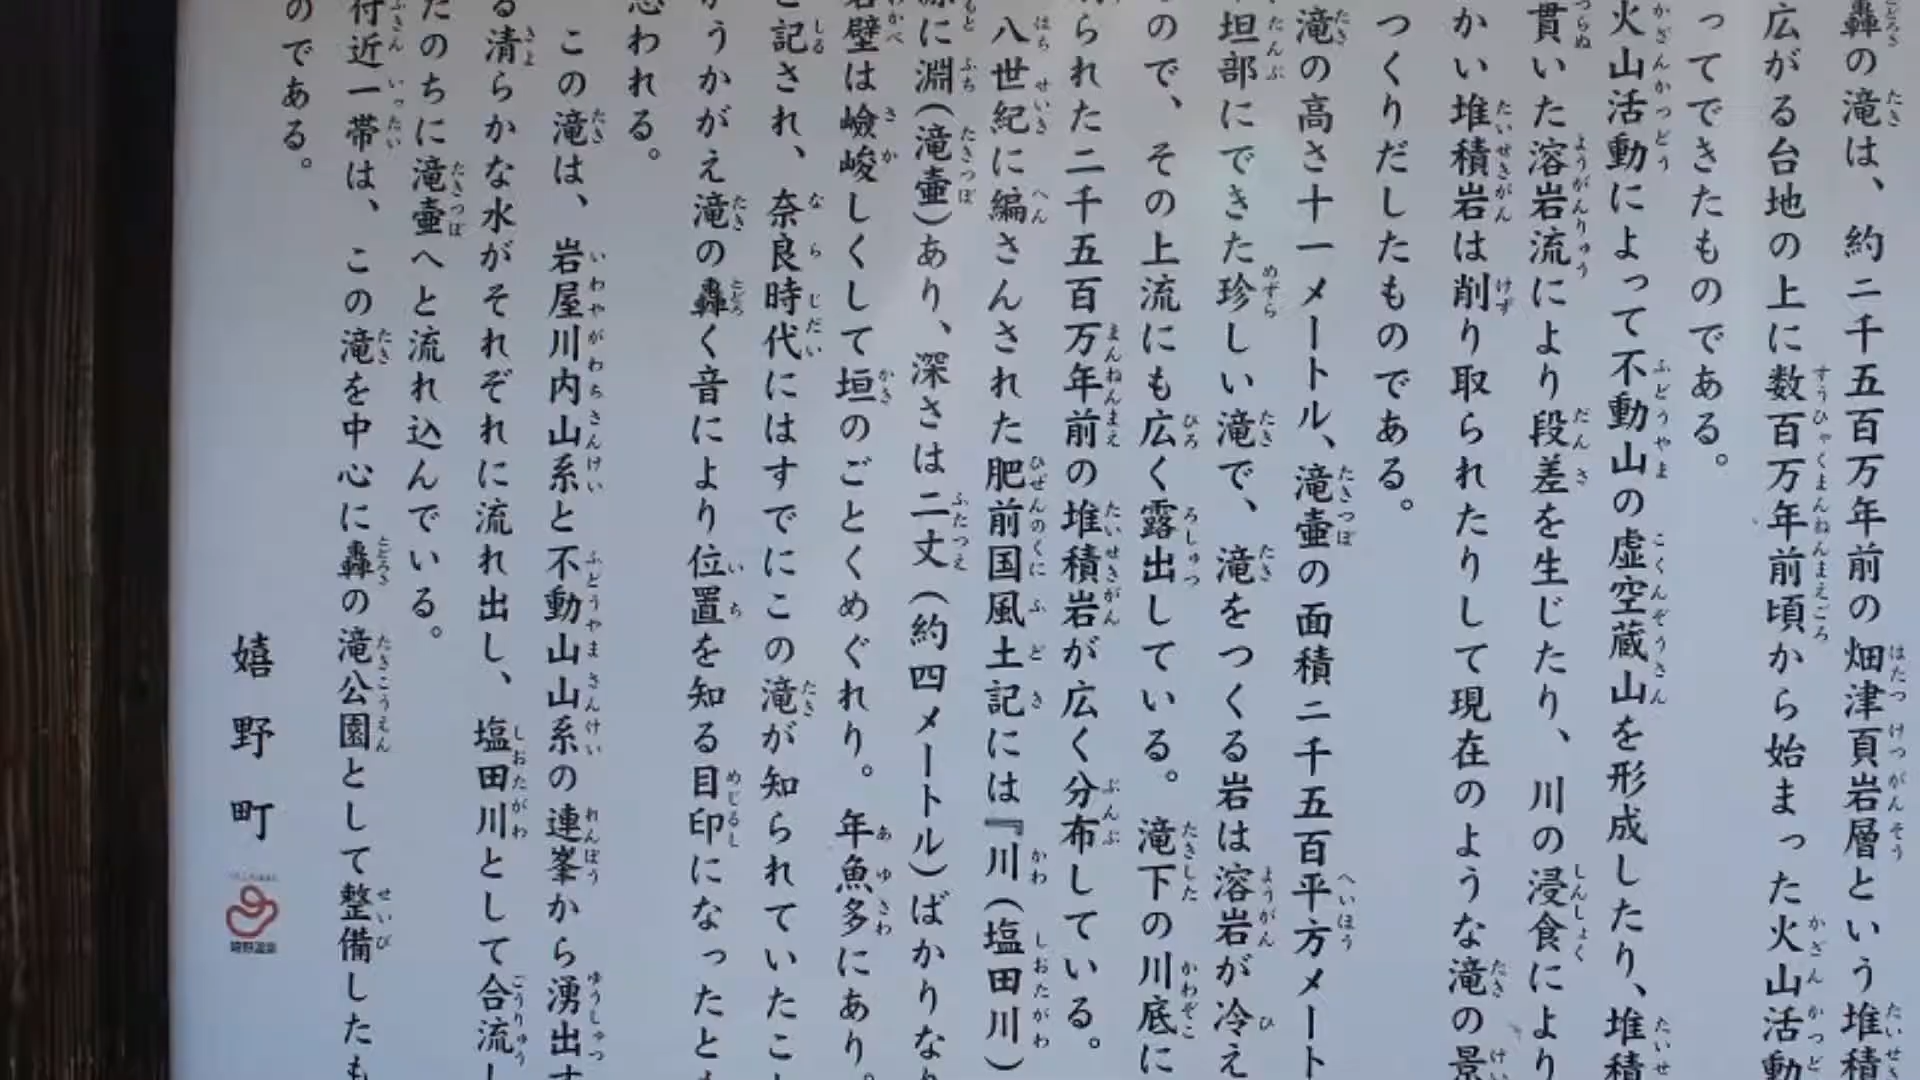 轟の滝は、約二千五百万年前の畑津頁岩層という堆積
広がる台地の上に数百万年前頃から始まった火山活動
ってできたものである。
火山活動によって不動山の虚空蔵山を形成したり、堆積
貫いた溶岩流により段差を生じたり、川の浸食により
かい堆積岩は削り取られたりして現在のような滝の景
つくりだしたものである。
滝の高さ十一メートル、滝壷の面積二千五百平方メート
坦部にできた珍しい滝で、滝をつくる岩は溶岩が冷え
ので、その上流にも広く露出している。滝下の川底に
られた二千五百万年前の堆積岩が広く分布している。
八世紀に編さんされた肥前国風土記には『川(塩田川)
に淵(滝壷)あり、深さは二丈(約四メートル)ばかりなり
岩壁は嶮峻しくして垣のごとくめぐれり。年魚多にあり。
と記され、奈良時代にはすでにこの滝が知られていたこ
うかがえ滝の轟く音により位置を知る目印になったと
思われる。
この滝は、岩屋川内山系と不動山山系の連峯から湧出す
る清らかな水がそれぞれに流れ出し、塩田川として合流し
たのちに滝壷へと流れ込んでいる。
付近一帯は、この滝を中心に轟の滝公園として整備したも
のである。
嬉野町
嬉野温泉